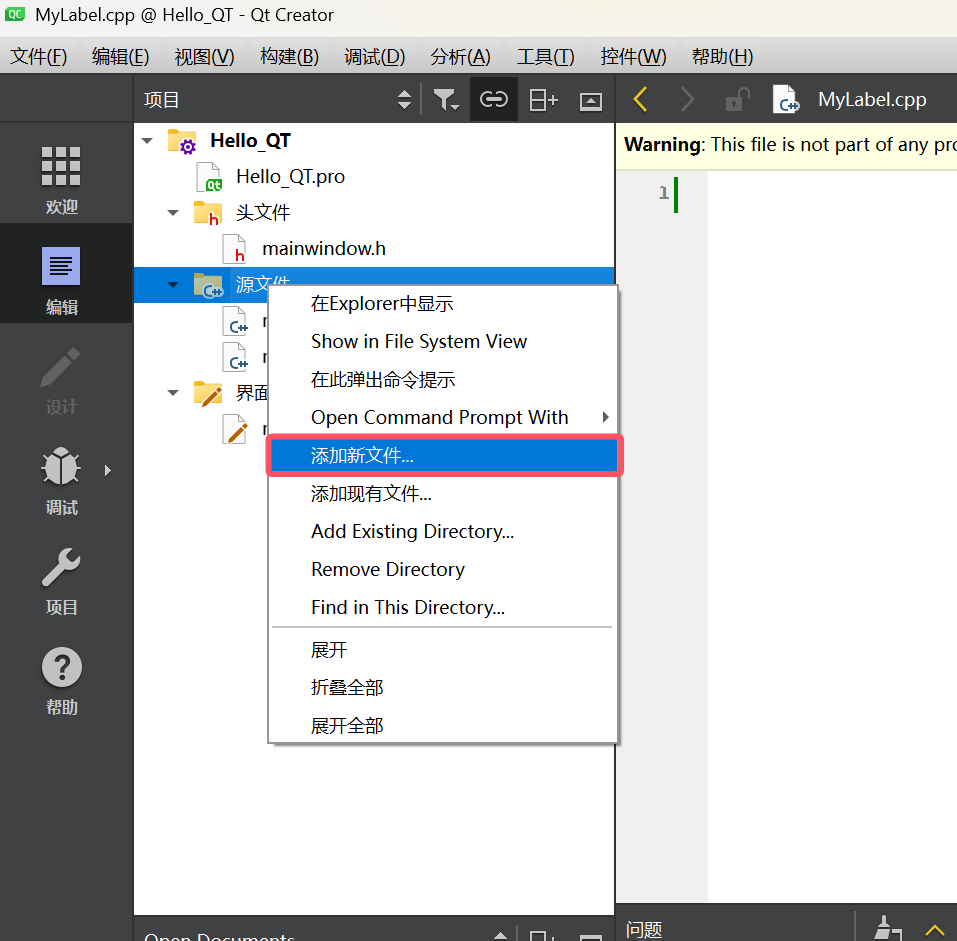 QC MyLabel.cpp @ Hello_QT - Qt Creator
文件(F) 编辑(E) 视图(V) 构建(B) 调试(D) 分析(A) 工具(T) 控件(W) 帮助(H)
项目
MyLabel.cpp
Warning: This file is not part of any pro
1
Hello_QT
Hello_QT.pro
头文件
mainwindow.h
源文件
界面
欢迎
编辑
设计
调试
项目
帮助
在Explorer中显示
Show in File System View
在此弹出命令提示
Open Command Prompt With
添加新文件...
添加现有文件...
Add Existing Directory...
Remove Directory
Find in This Directory...
展开
折叠全部
展开全部
Open Documents
问题